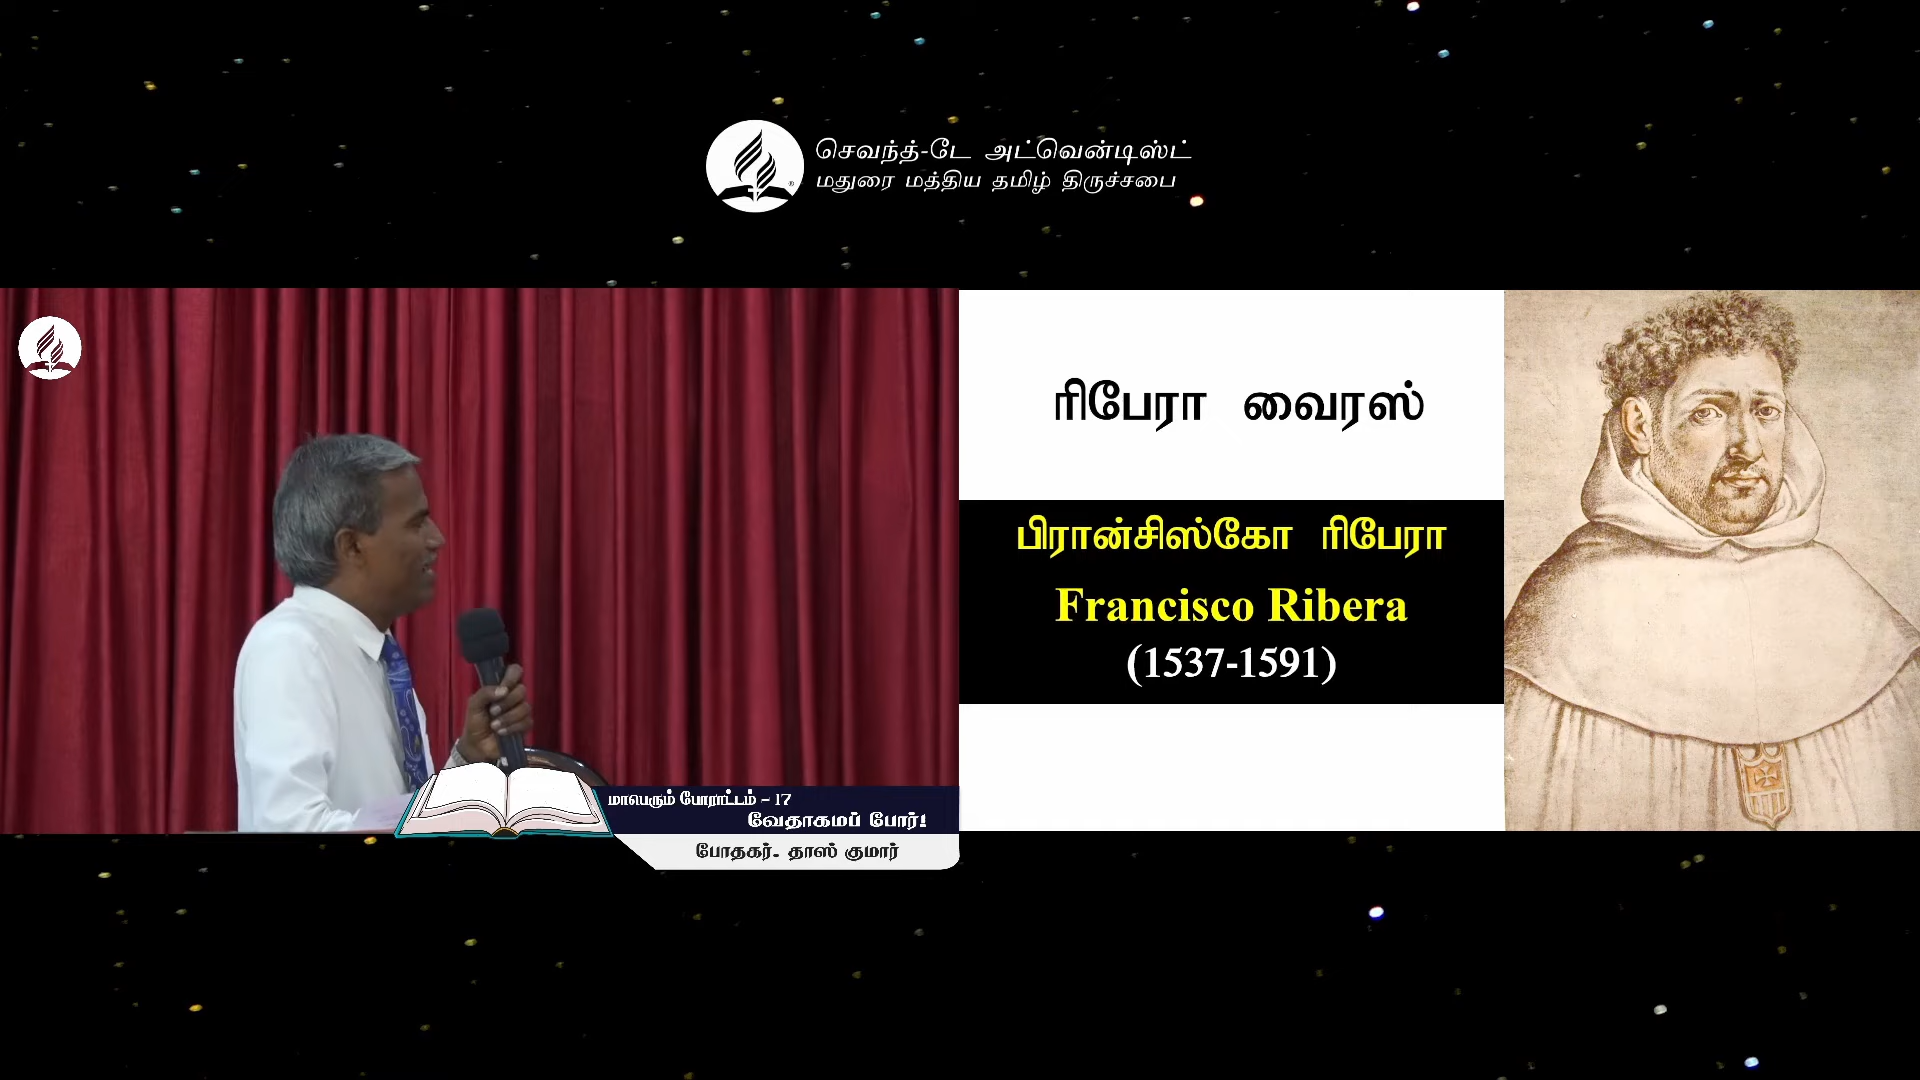 செவந்த்-டே அட்வென்டிஸ்ட்
மதுரை மத்திய தமிழ் திருச்சபை
ரிபேரா வைரஸ்
பிரான்சிஸ்கோ ரிபேரா
Francisco Ribera
(1537-1591)
மாபெரும் போராட்டம் - 17
வேதாகமப் போர்!
போதகர். தாஸ் குமார்